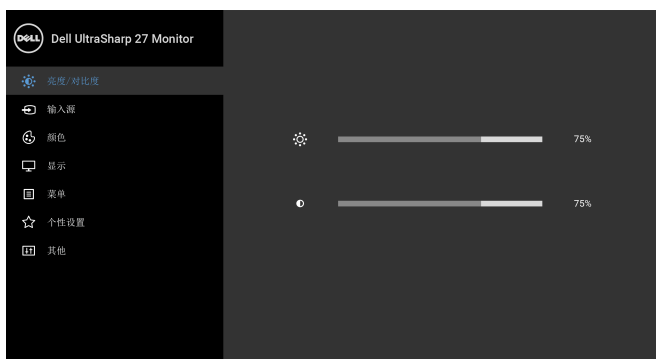 DELL
Dell UltraSharp 27 Monitor
亮度/对比度
输入源
颜色
75%
显示
菜单
75%
个性设置
其他